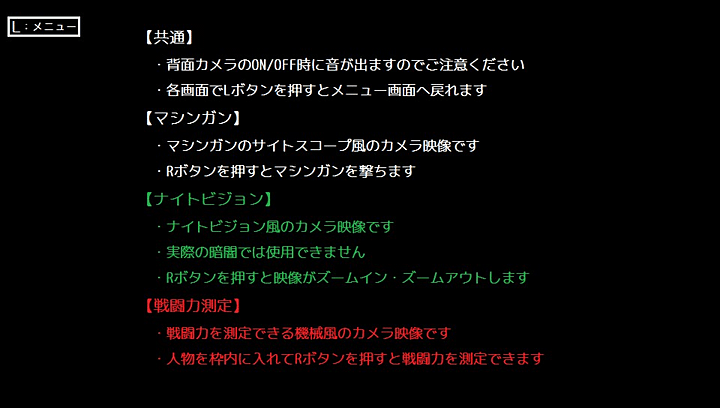 L:メニュー
【共通】
・背面カメラのON/OFF時に音が出ますのでご注意ください
・各画面でLボタンを押すとメニュー画面へ戻れます
【マシンガン】
・マシンガンのサイトスコープ風のカメラ映像です
・Rボタンを押すとマシンガンを撃ちます
【ナイトビジョン】
・ナイトビジョン風のカメラ映像です
・実際の暗闇では使用できません
・Rボタンを押すと映像がズームイン・ズームアウトします
【戦闘力測定】
・戦闘力を測定できる機械風のカメラ映像です
・人物を枠内に入れてRボタンを押すと戦闘力を測定できます